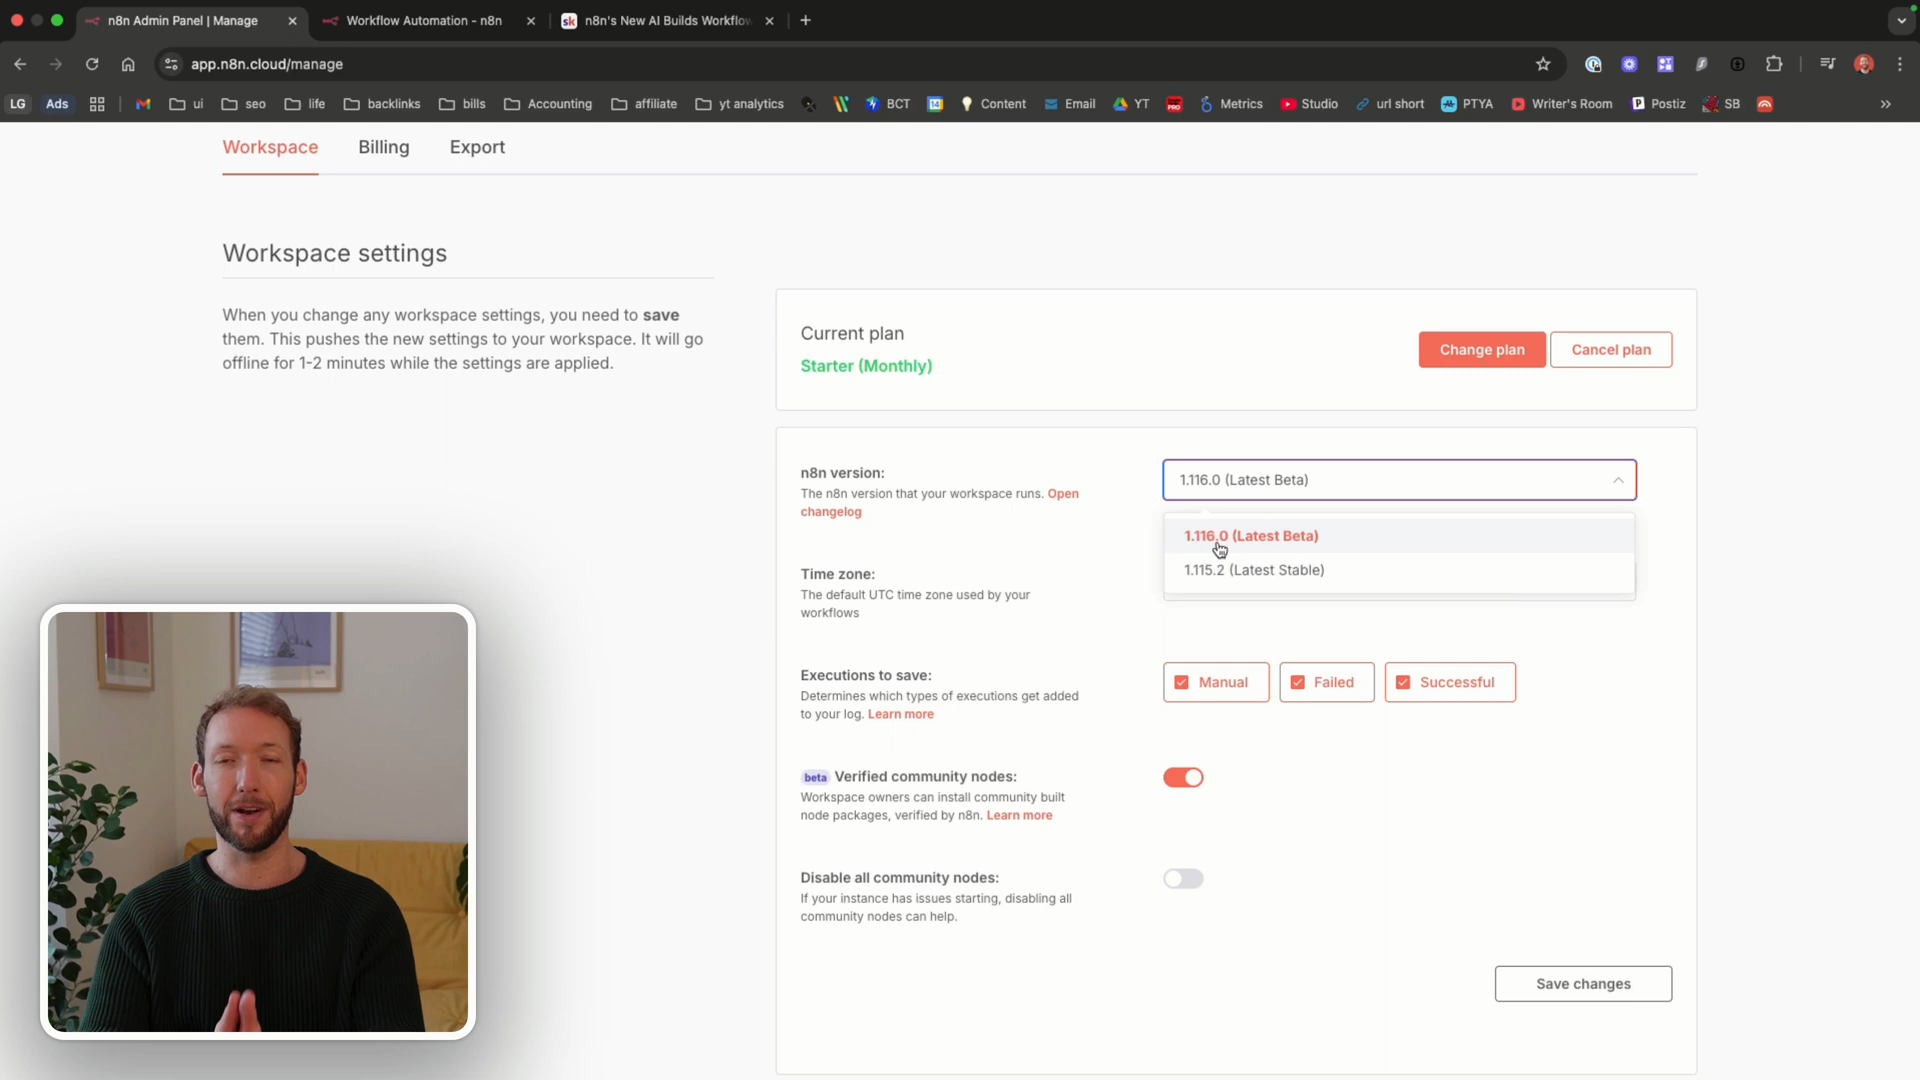 n8n Admin Panel | Manage
Workflow Automation - n8n
sk n8n's New AI Builds Workflow
app.n8n.cloud/manage
LG Ads ui seo life backlinks bills Accounting affiliate yt analytics BCT 14 Content Email YT Metrics Studio url short PTYA Writer's Room Postiz SB
Workspace Billing Export
Workspace settings
When you change any workspace settings, you need to save
them. This pushes the new settings to your workspace. It will go
offline for 1-2 minutes while the settings are applied.
Current plan
Starter (Monthly)
Change plan Cancel plan
n8n version:
The n8n version that your workspace runs. Open
changelog
1.116.0 (Latest Beta)
1.116.0 (Latest Beta)
1.115.2 (Latest Stable)
Time zone:
The default UTC time zone used by your
workflows
Executions to save:
Determines which types of executions get added
to your log. Learn more
Manual Failed Successful
beta Verified community nodes:
Workspace owners can install community built
node packages, verified by n8n. Learn more
Disable all community nodes:
If your instance has issues starting, disabling all
community nodes can help.
Save changes